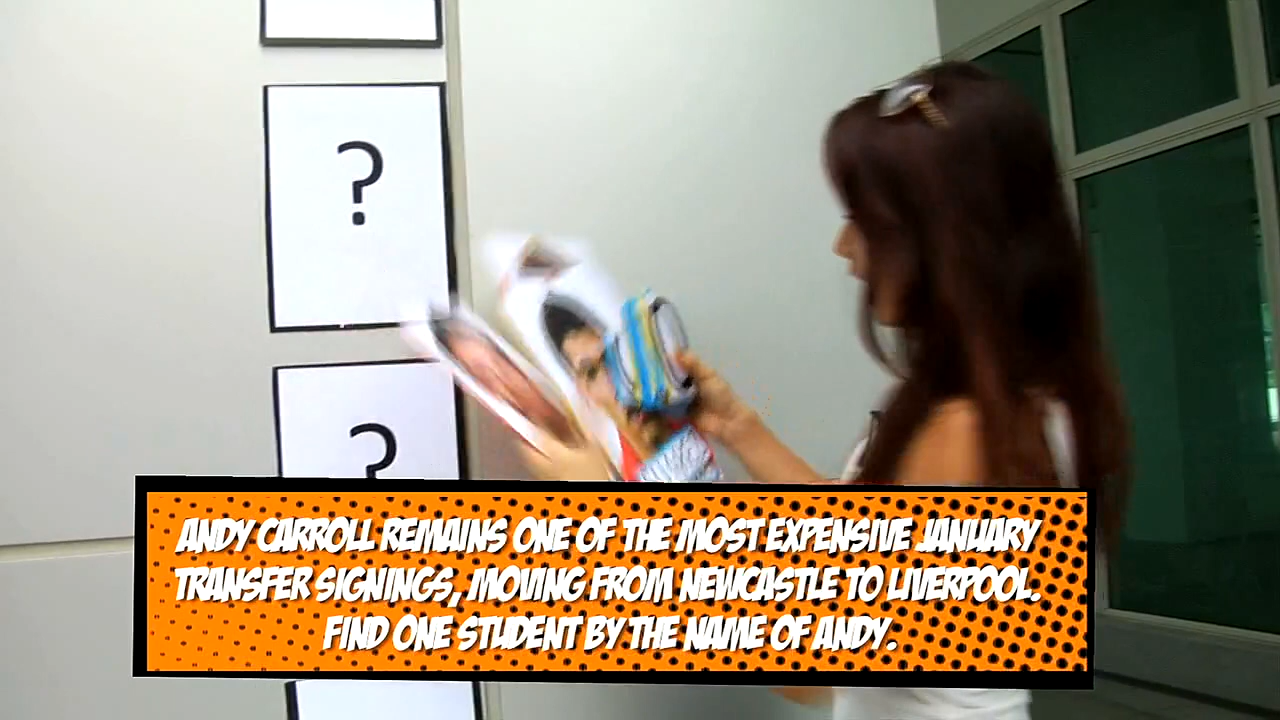 ?
?
ANDY CARROLL REMAINS ONE OF THE MOST EXPENSIVE JANUARY
TRANSFER SIGNINGS, MOVING FROM NEWCASTLE TO LIVERPOOL.
FIND ONE STUDENT BY THE NAME OF ANDY.